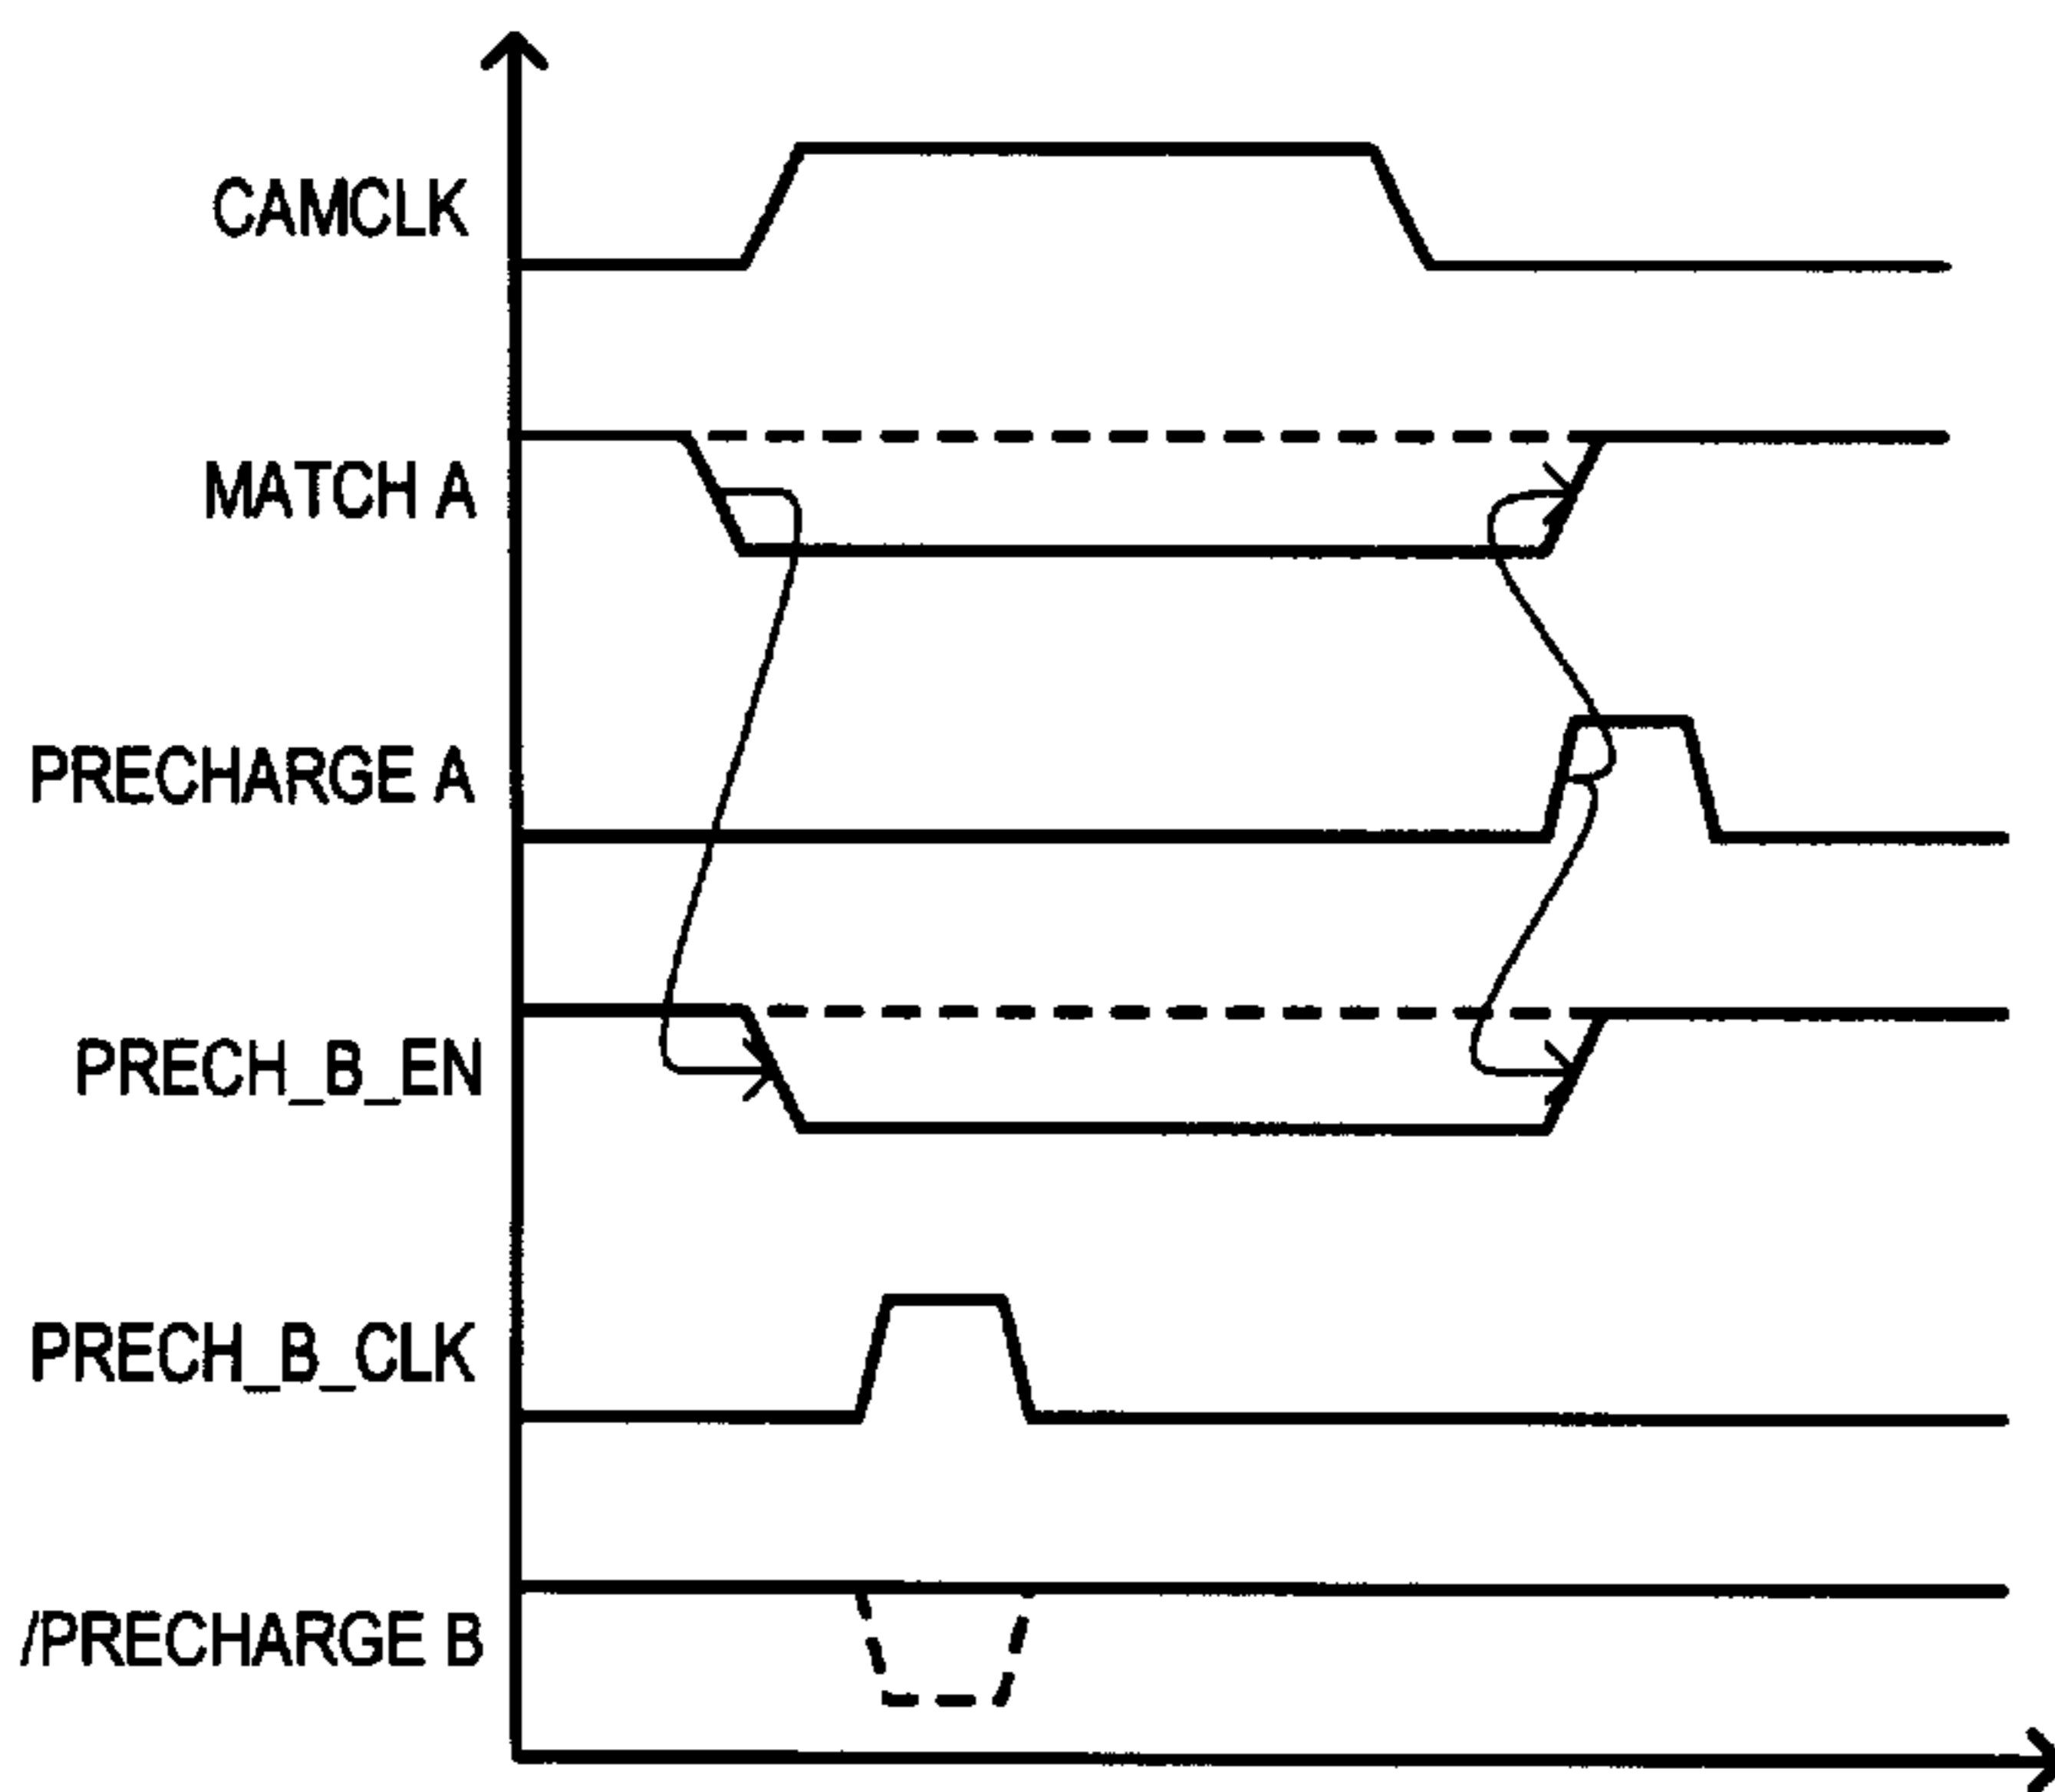 CAMCLK
MATCH A
PRECHARGE A
PRECH_B_EN
PRECH_B_CLK
/PRECHARGE B